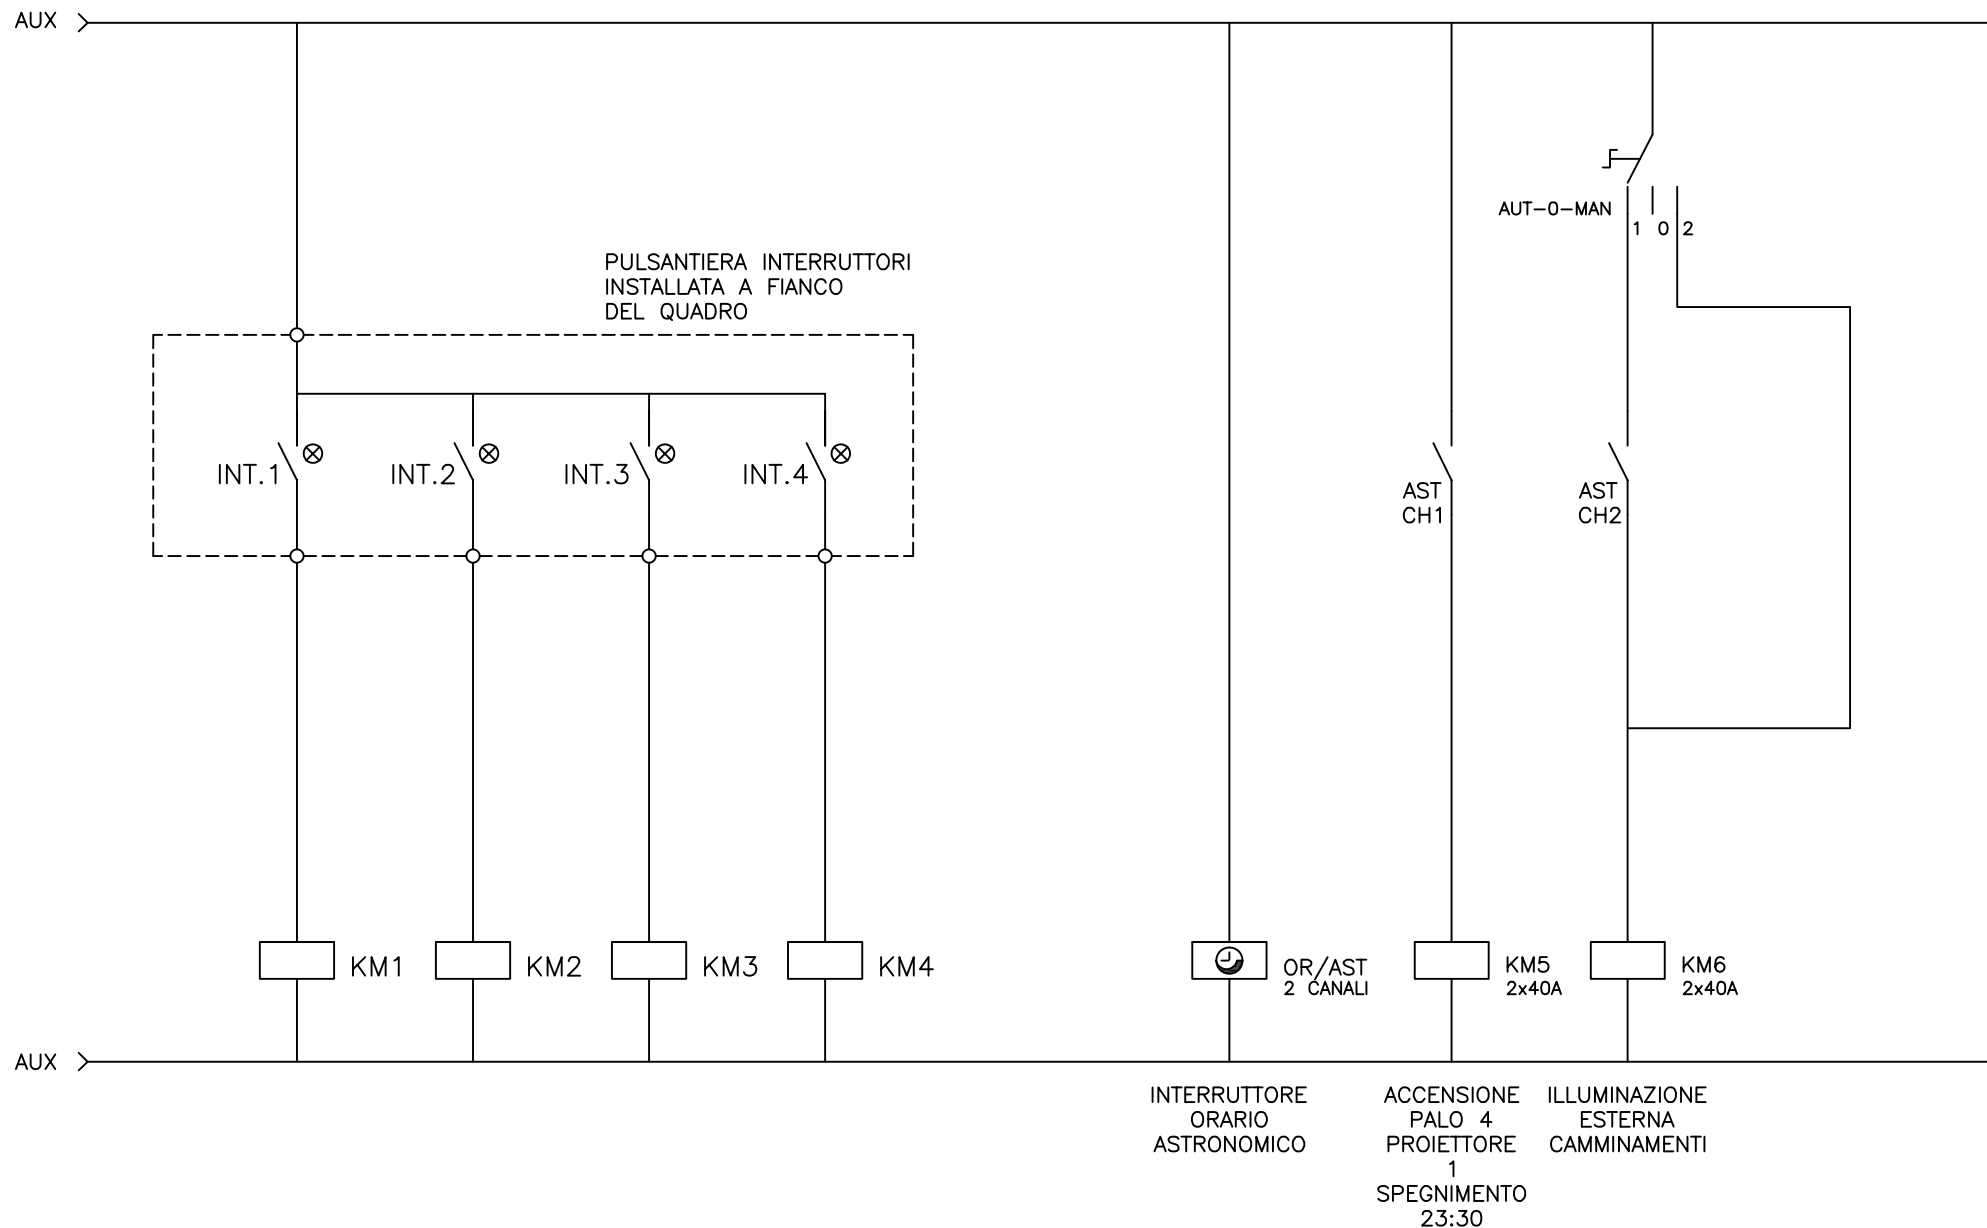 AUX
AUT-0-MAN
1 0 2
PULSANTIERA INTERRUTTORI
INSTALLATA A FIANCO
DEL QUADRO
INT.1
INT.2
INT.3
INT.4
AST
CH1
AST
CH2
KM1
KM2
KM3
KM4
OR/AST
2 CANALI
KM5
2x40A
KM6
2x40A
AUX
INTERRUTTORE
ORARIO
ASTRONOMICO
ACCENSIONE
PALO 4
PROIETTORE
1
SPEGNIMENTO
23:30
ILLUMINAZIONE
ESTERNA
CAMMINAMENTI